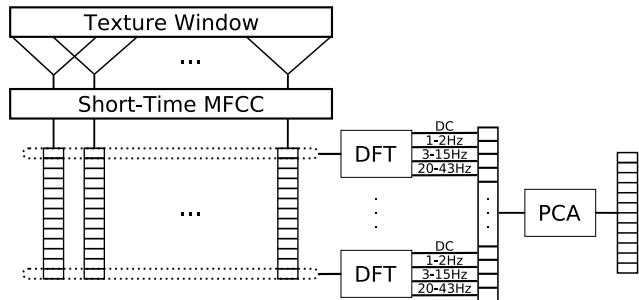 Texture Window
...
Short-Time MFCC
DFT
DC
1-2Hz
3-15Hz
20-43Hz
...
PCA
DFT
DC
1-2Hz
3-15Hz
20-43Hz